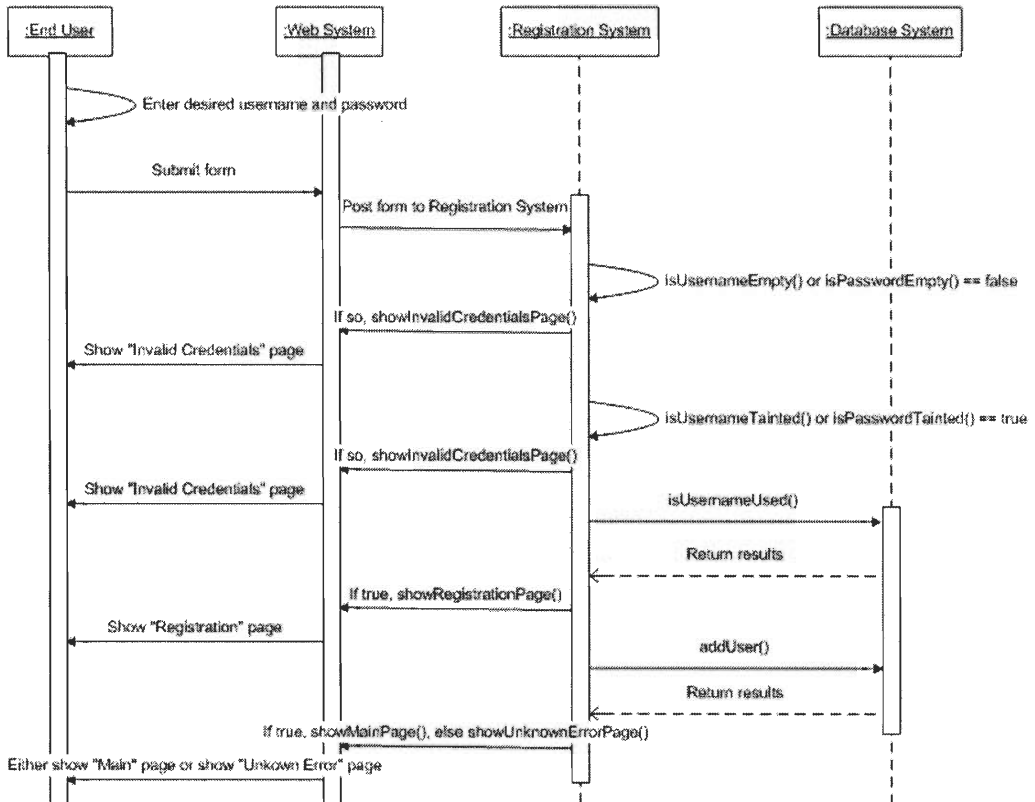 :End User
:Web System
:Registration System
:Database System
Enter desired username and password
Submit form
Post form to Registration System
isUsernameEmpty() or isPasswordEmpty() == false
If so, showInvalidCredentialsPage()
Show "Invalid Credentials" page
isUsernameTainted() or isPasswordTainted() == true
If so, showInvalidCredentialsPage()
Show "Invalid Credentials" page
isUsernameUsed()
Return results
If true, showRegistrationPage()
Show "Registration" page
addUser()
Return results
If true, showMainPage(), else showUnknownErrorPage()
Either show "Main" page or show "Unkown Error" page